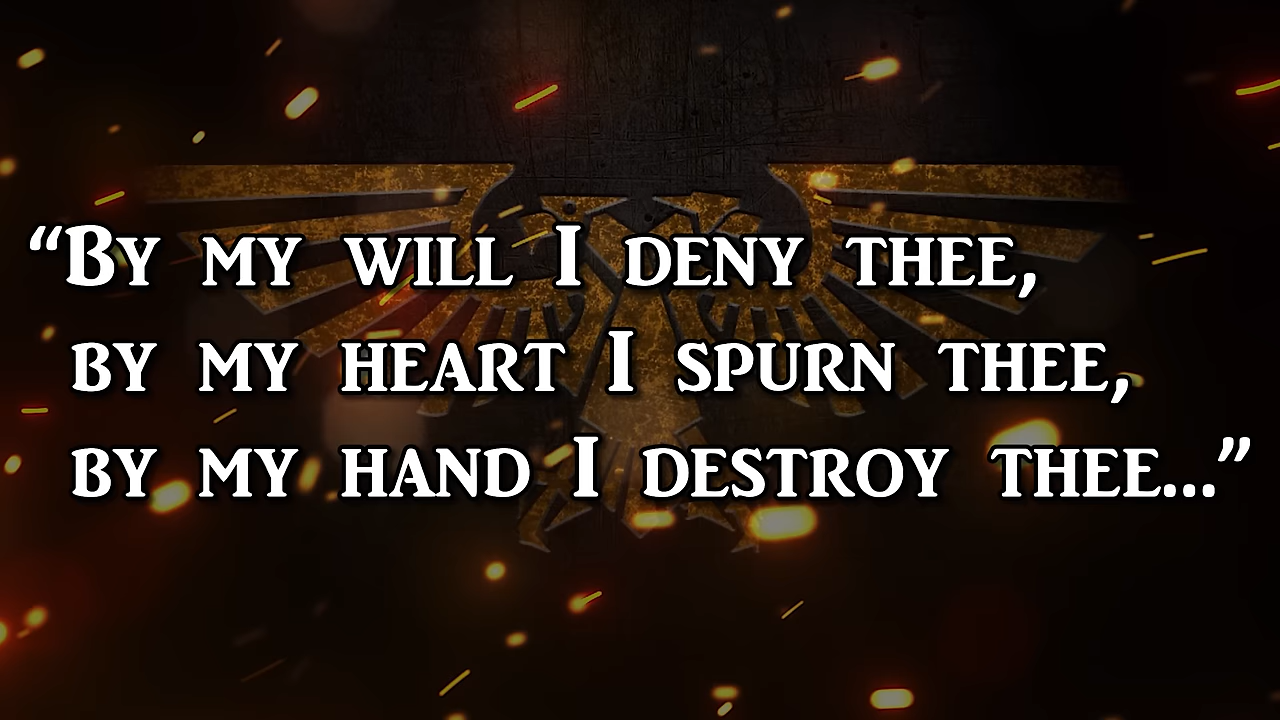 “By my will I deny thee,
by my heart I spurn thee,
by my hand I destroy thee...”